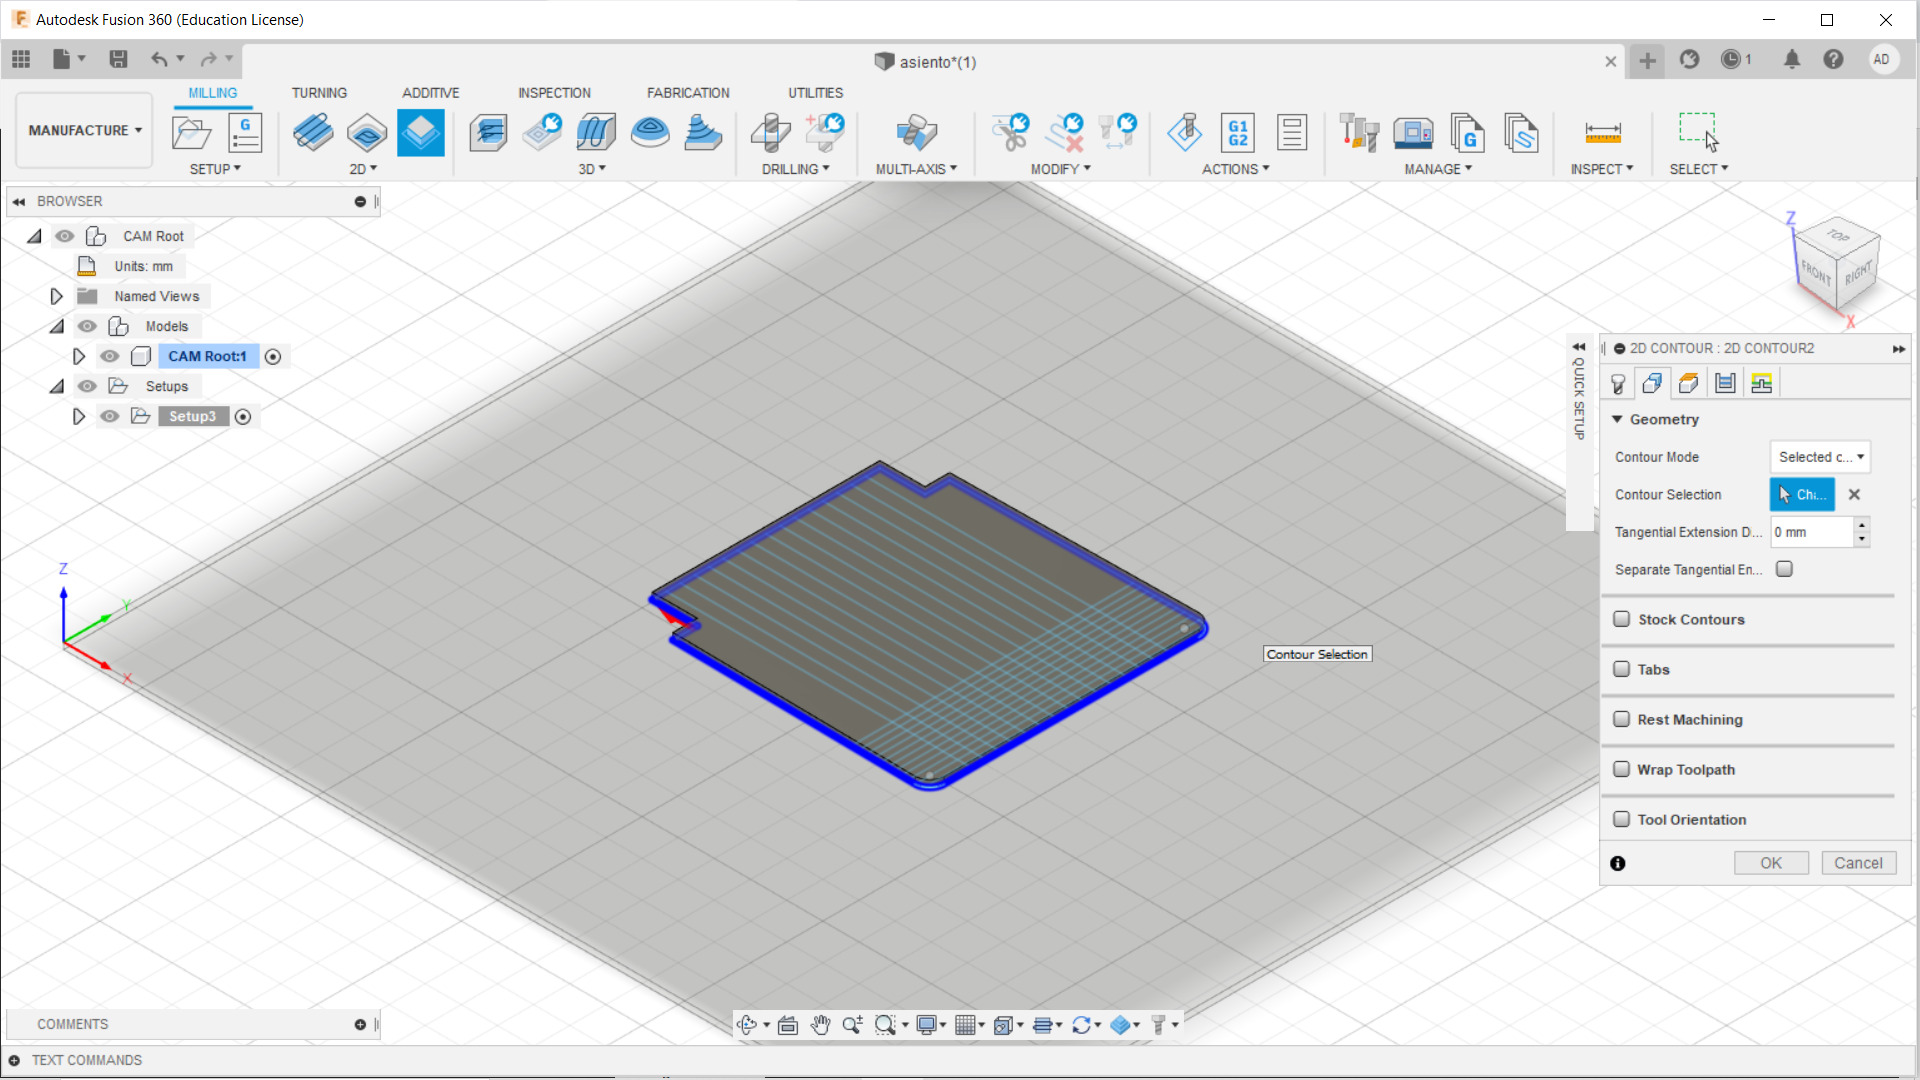 Autodesk Fusion 360 (Education License)
asiento*(1)
1
AD
MILLING
TURNING
ADDITIVE
INSPECTION
FABRICATION
UTILITIES
MANUFACTURE
G
G1
G2
G
SETUP
2D
3D
DRILLING
MULTI-AXIS
MODIFY
ACTIONS
MANAGE
INSPECT
SELECT
BROWSER
CAM Root
Units: mm
Named Views
Models
CAM Root:1
Setups
Setup3
Z
TOP
FRONT
RIGHT
X
QUICK SETUP
2D CONTOUR : 2D CONTOUR2
Geometry
Contour Mode
Selected c...
Contour Selection
Ch...
Tangential Extension D...
0 mm
Separate Tangential En...
Stock Contours
Tabs
Rest Machining
Wrap Toolpath
Tool Orientation
OK
Cancel
Z
Y
X
Contour Selection
COMMENTS
TEXT COMMANDS